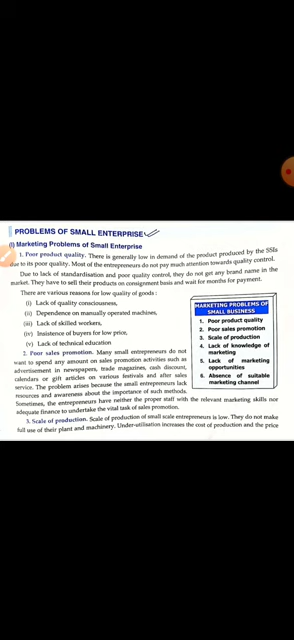 PROBLEMS OF SMALL ENTERPRISE
(I) Marketing Problems of Small Enterprise
1. Poor product quality. There is generally low in demand of the product produced by the SSIs
due to its poor quality. Most of the entrepreneurs do not pay much attention towards quality control.
Due to lack of standardisation and poor quality control, they do not get any brand name in the
market. They have to sell their products on consignment basis and wait for months for payment.
There are various reasons for low quality of goods :
(i) Lack of quality consciousness,
(ii) Dependence on manually operated machines,
(iii) Lack of skilled workers,
(iv) Insistence of buyers for low price,
(v) Lack of technical education
MARKETING PROBLEMS OF
SMALL BUSINESS
1. Poor product quality
2. Poor sales promotion
3. Scale of production
4. Lack of knowledge of
marketing
5. Lack of marketing
opportunities
6. Absence of suitable
marketing channel
2. Poor sales promotion. Many small entrepreneurs do not
want to spend any amount on sales promotion activities such as
advertisement in newspapers, trade magazines, cash discount,
calendars or gift articles on various festivals and after sales
service. The problem arises because the small entrepreneurs lack
resources and awareness about the importance of such methods.
Sometimes, the entrepreneurs have neither the proper staff with the relevant marketing skills nor
adequate finance to undertake the vital task of sales promotion.
3. Scale of production. Scale of production of small scale entrepreneurs is low. They do not make
full use of their plant and machinery. Under-utilisation increases the cost of production and the price